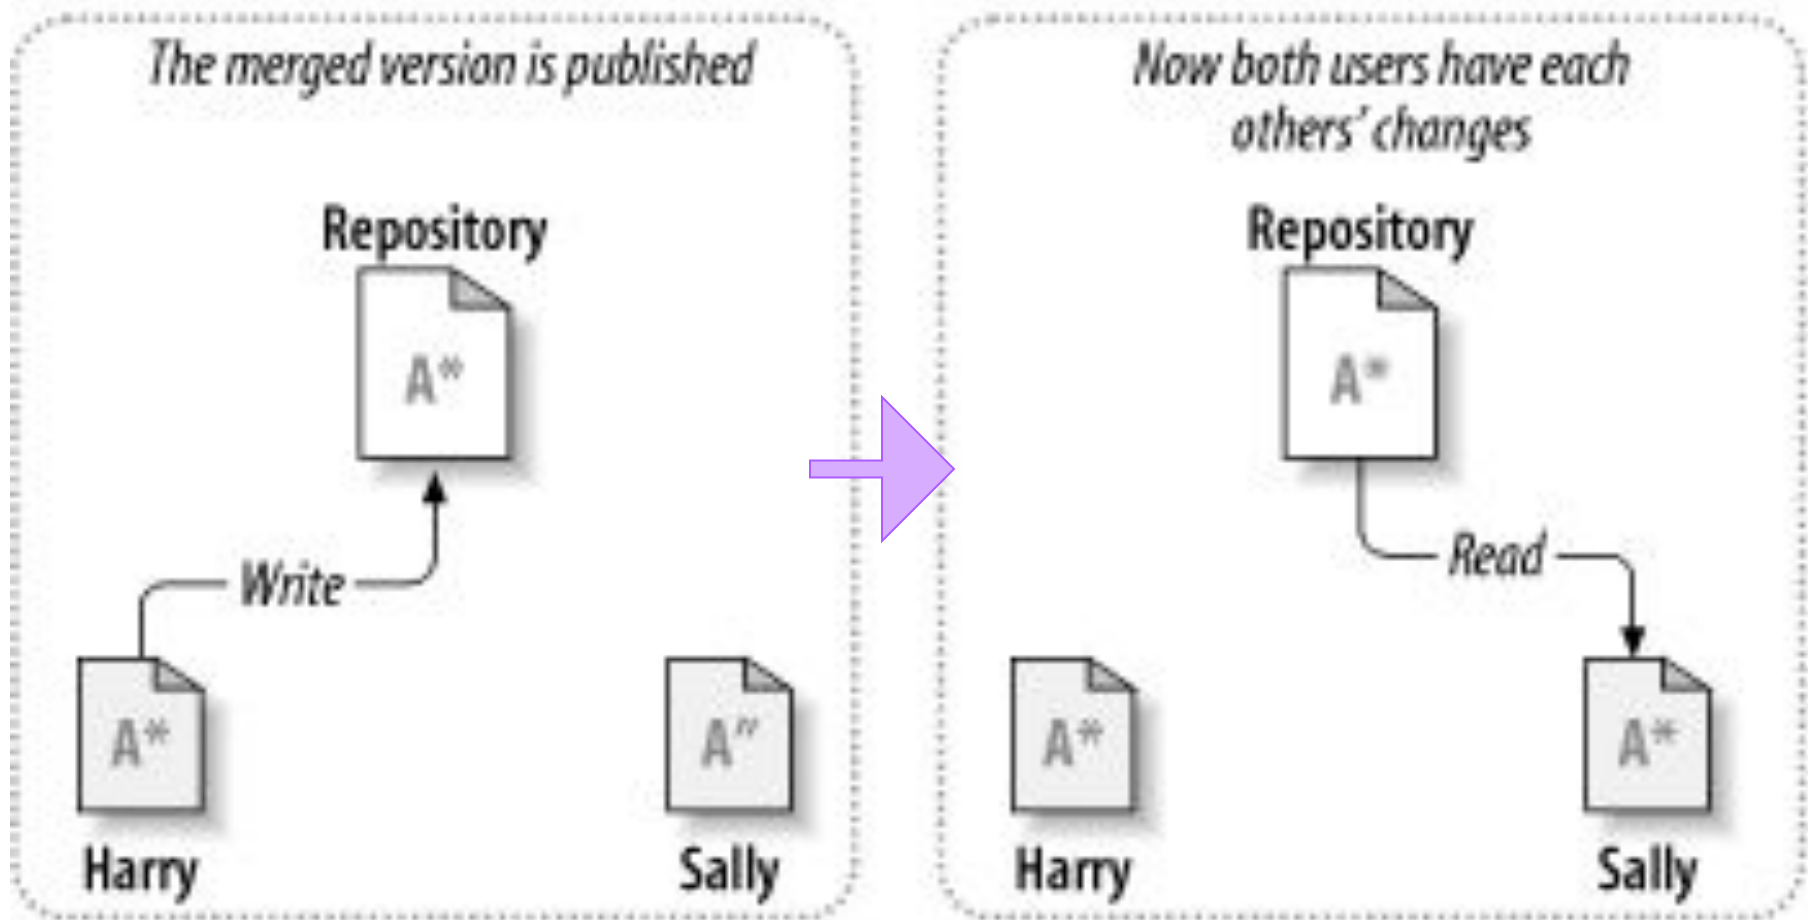 The merged version is published
Repository
A*
Write
A*
A"
Harry
Sally
Now both users have each
others' changes
Repository
A*
Read
A*
A*
Harry
Sally